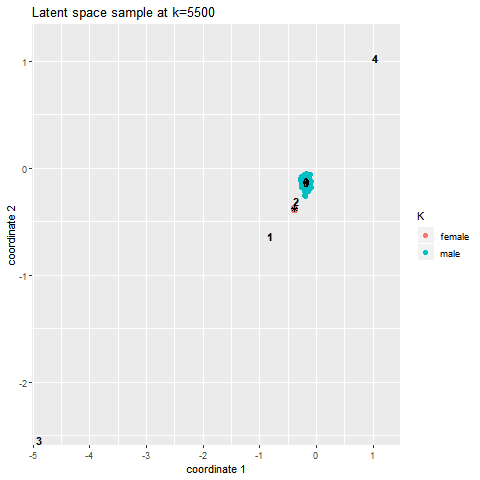 Latent space sample at k=5500
4
1
0
2
1
-1
-2
3
-5
-4
-3
-2
-1
0
1
coordinate 1
coordinate 2
K
female
male